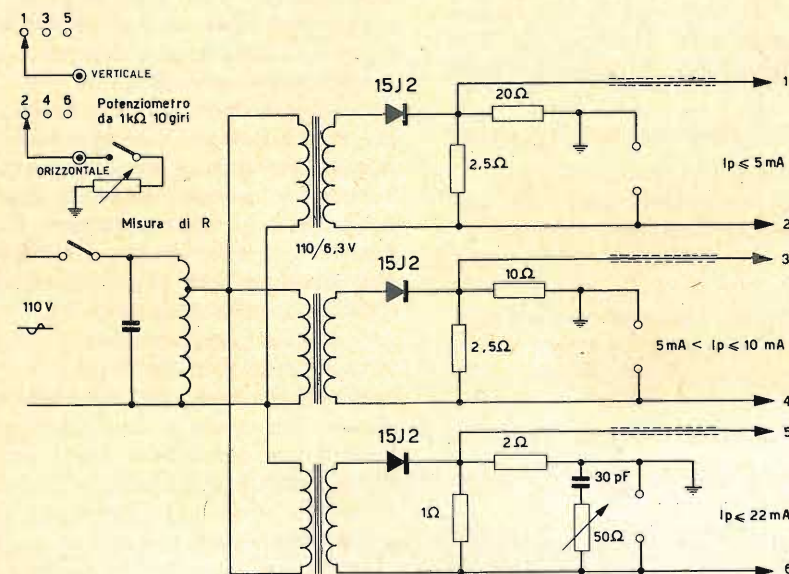 1 3 5
VERTICALE
2 4 6
Potenziometro
da 1kΩ 10 giri
ORIZZONTALE
Misura di R
110 V
110/6,3 V
15J2
20Ω
2,5Ω
1
Ip ≤ 5 mA
2
15J2
10Ω
2,5Ω
3
5mA < Ip ≤ 10 mA
4
15J2
2Ω
1Ω
30 pF
50Ω
5
Ip ≤ 22 mA
6